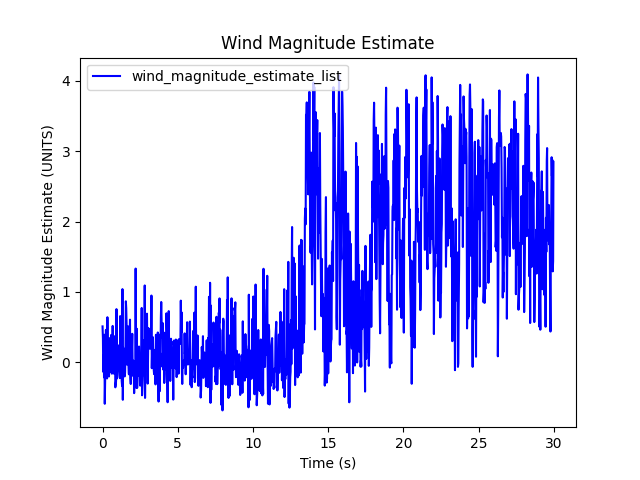 Wind Magnitude Estimate
wind_magnitude_estimate_list
Wind Magnitude Estimate (UNITS)
4
3
2
1
0
0 5 10 15 20 25 30
Time (s)